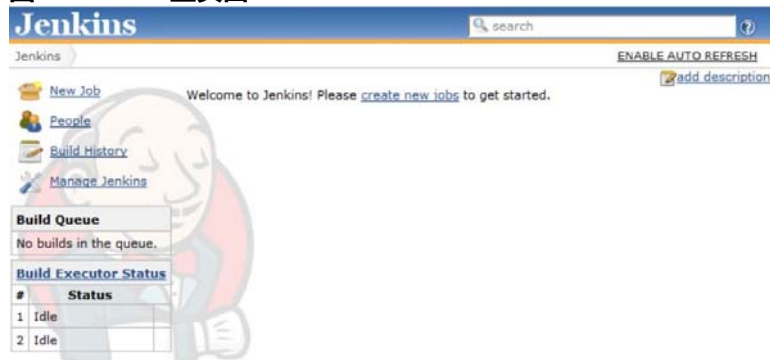 Jenkins
search
Jenkins
ENABLE AUTO REFRESH
add description
New Job
Welcome to Jenkins! Please create new jobs to get started.
People
Build History
Manage Jenkins
Build Queue
No builds in the queue.
Build Executor Status
# Status
1 Idle
2 Idle